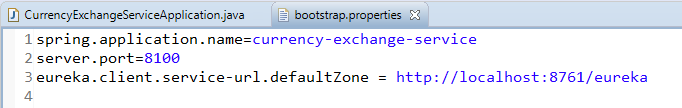 CurrencyExchangeServiceApplication.java bootstrap.properties
1 spring.application.name=currency-exchange-service
2 server.port=8100
3 eureka.client.service-url.defaultZone = http://localhost:8761/eureka
4